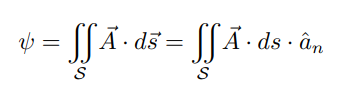 ψ = ∬_S A⃗ · ds⃗ = ∬_S A⃗ · ds · â_n